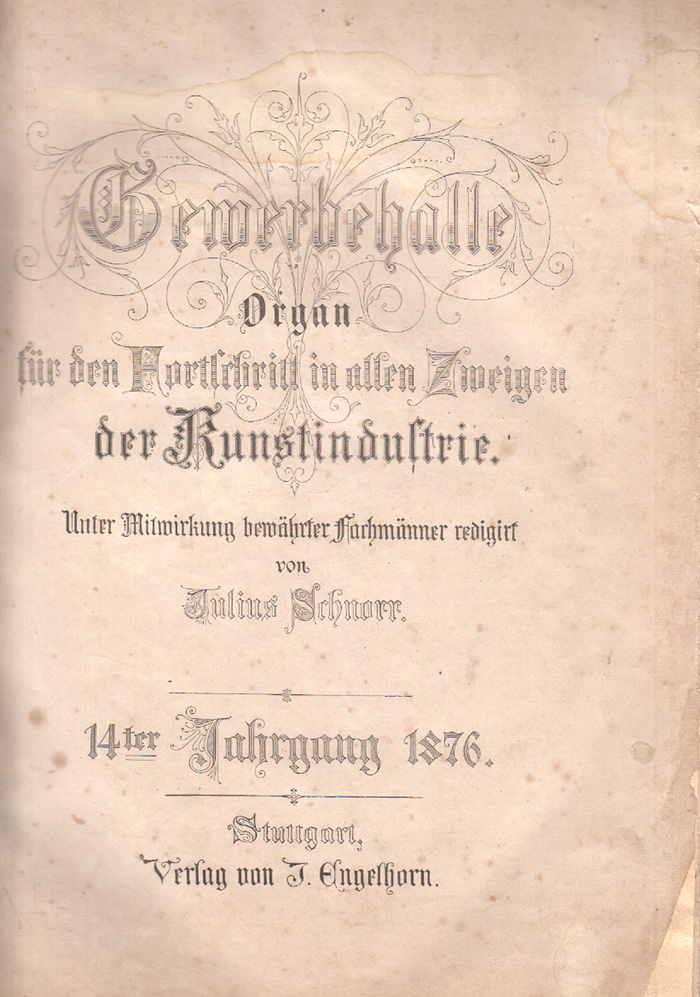 Gewerbehalle
Organ
für den Fortschritt in allen Zweigen
der Kunstindustrie.
Unter Mitwirkung bewährter Fachmänner redigirt
von
Julius Schnorr.
14ter Jahrgang 1876.
Stuttgart,
Verlag von J. Engelhorn.